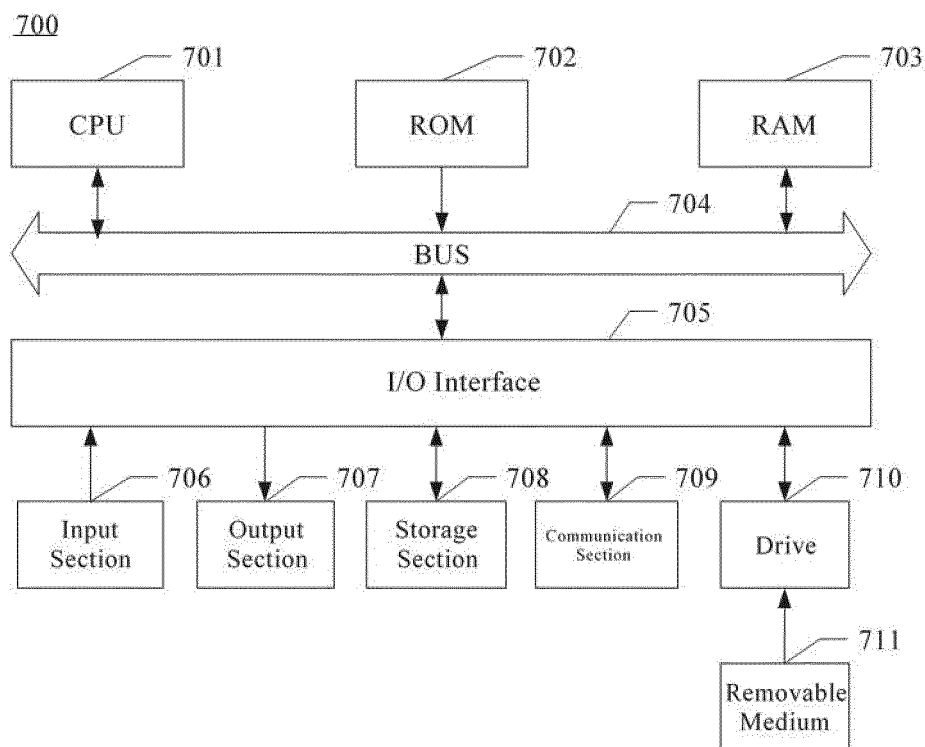 700
701
702
703
CPU
ROM
RAM
704
BUS
705
I/O Interface
706
707
708
709
710
Input
Section
Output
Section
Storage
Section
Communication
Section
Drive
711
Removable
Medium